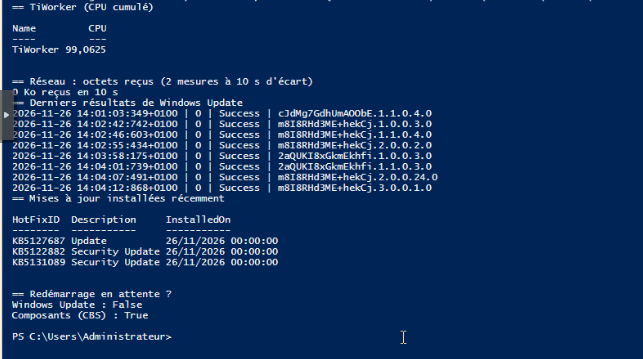 == TiWorker (CPU cumulé)
Name CPU
---- ---
TiWorker 99,0625
== Réseau : octets reçus (2 mesures à 10 s d'écart)
0 Ko reçus en 10 s
== Derniers résultats de Windows Update
2026-11-26 14:01:03:349+0100 | 0 | Success | cJdMg7GdhUmAOObE.1.1.0.4.0
2026-11-26 14:02:42:742+0100 | 0 | Success | m8I8RHd3ME+hekCj.1.0.0.3.0
2026-11-26 14:02:46:603+0100 | 0 | Success | m8I8RHd3ME+hekCj.1.1.0.4.0
2026-11-26 14:02:55:434+0100 | 0 | Success | m8I8RHd3ME+hekCj.2.0.0.2.0
2026-11-26 14:03:58:175+0100 | 0 | Success | 2aQUKI8xGkmEkhfi.1.0.0.3.0
2026-11-26 14:04:01:739+0100 | 0 | Success | 2aQUKI8xGkmEkhfi.1.1.0.3.0
2026-11-26 14:04:07:491+0100 | 0 | Success | m8I8RHd3ME+hekCj.2.0.0.24.0
2026-11-26 14:04:12:868+0100 | 0 | Success | m8I8RHd3ME+hekCj.3.0.0.1.0
== Mises à jour installées récemment
HotFixID Description InstalledOn
-------- ----------- -----------
KB5127687 Update 26/11/2026 00:00:00
KB5122882 Security Update 26/11/2026 00:00:00
KB5131089 Security Update 26/11/2026 00:00:00
== Redémarrage en attente ?
Windows Update : False
Composants (CBS) : True
PS C:\Users\Administrateur>